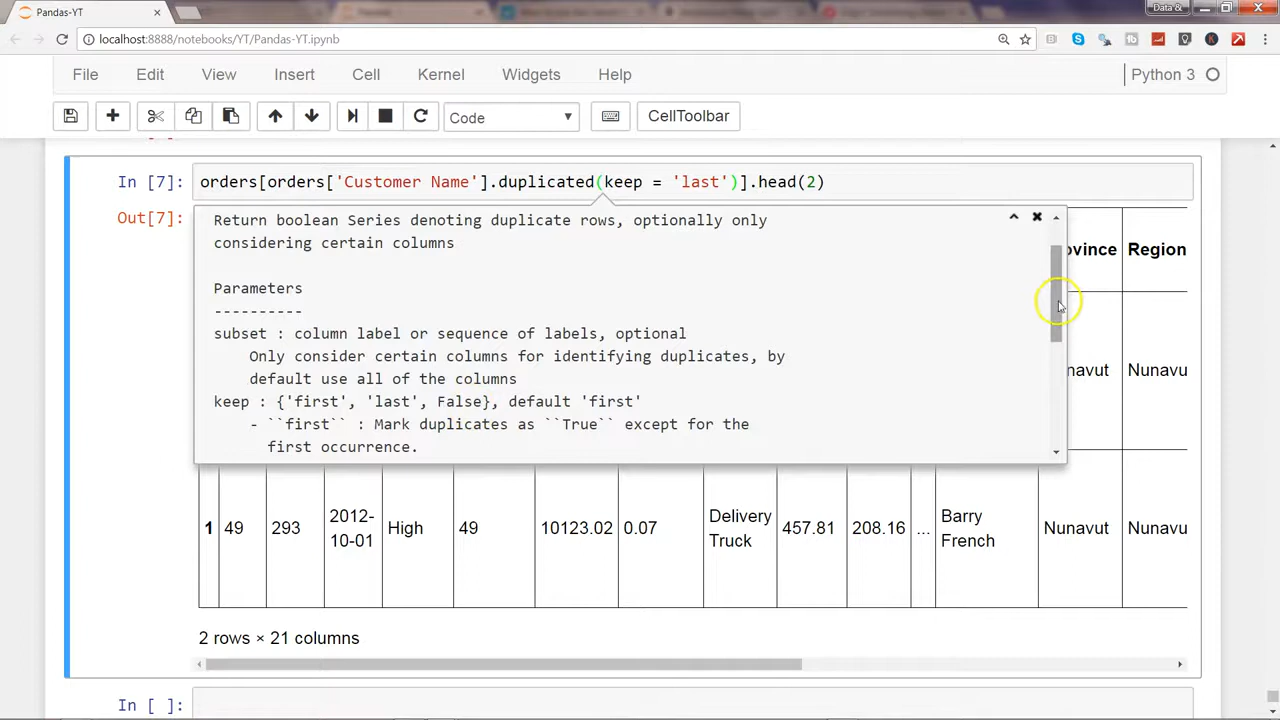 Pandas-YT
Data &
localhost:8888/notebooks/YT/Pandas-YT.ipynb
File Edit View Insert Cell Kernel Widgets Help Python 3
Code CellToolbar
In [7]: orders[orders['Customer Name'].duplicated(keep = 'last')].head(2)
Out[7]:
Return boolean Series denoting duplicate rows, optionally only
considering certain columns
Parameters
----------
subset : column label or sequence of labels, optional
Only consider certain columns for identifying duplicates, by
default use all of the columns
keep : {'first', 'last', False}, default 'first'
- ``first`` : Mark duplicates as ``True`` except for the
first occurrence.
ovince Region
navut Nunavu
1 49 293 2012-10-01 High 49 10123.02 0.07 Delivery Truck 457.81 208.16 ... Barry French Nunavut Nunavu
2 rows × 21 columns
In [ ]: